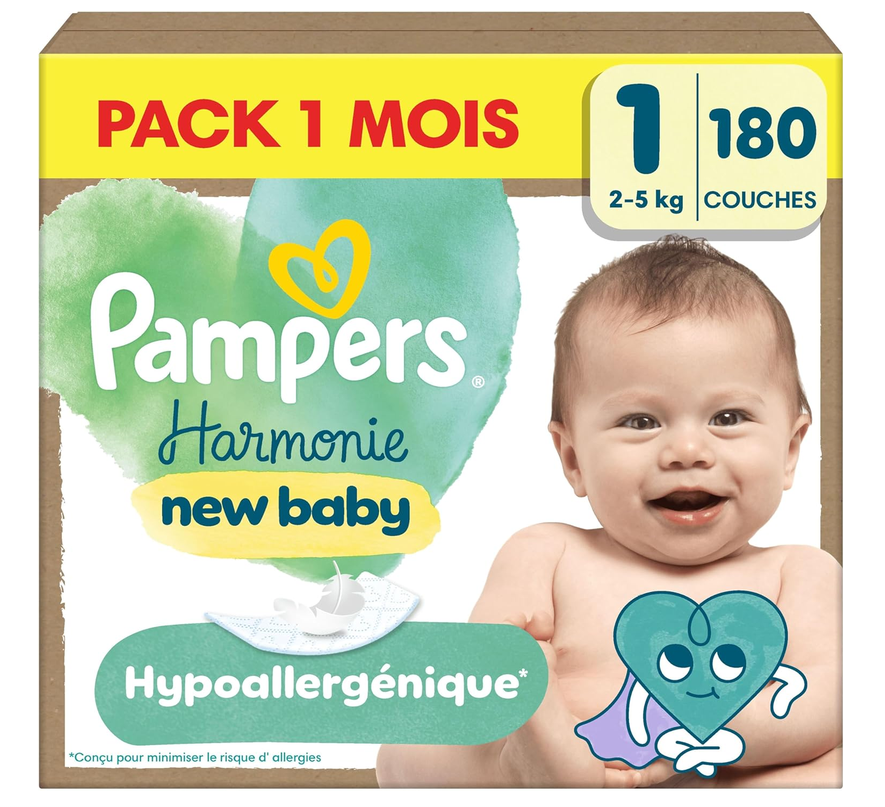 PACK 1 MOIS
1
2-5 kg
180
COUCHES
Pampers®
Harmonie
new baby
Hypoallergénique*
*Conçu pour minimiser le risque d' allergies